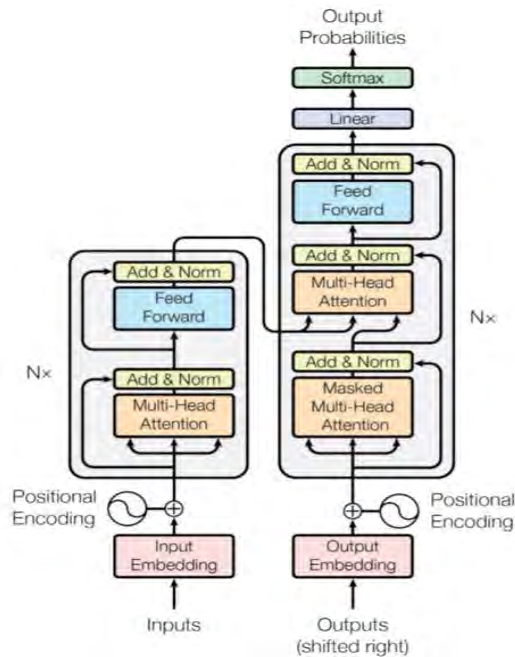 Output
Probabilities
Softmax
Linear
Add & Norm
Feed
Forward
Add & Norm
Multi-Head
Attention
Add & Norm
Masked
Multi-Head
Attention
Nx
Positional
Encoding
Output
Embedding
Outputs
(shifted right)
Add & Norm
Feed
Forward
Add & Norm
Multi-Head
Attention
Nx
Positional
Encoding
Input
Embedding
Inputs